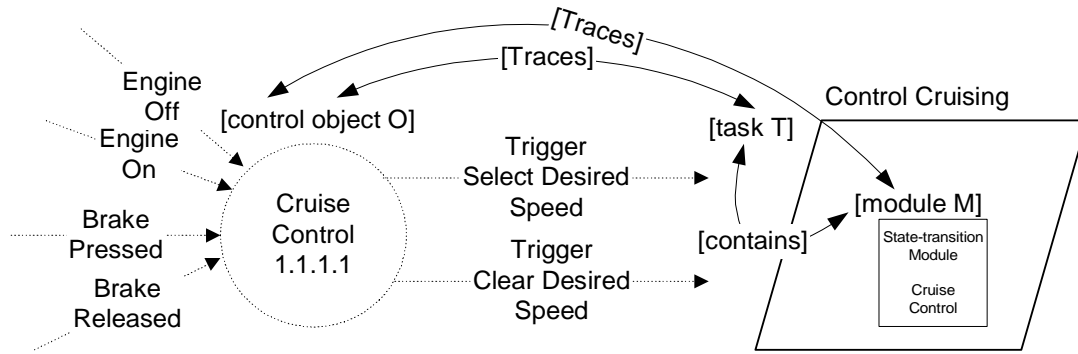 [Traces]
[Traces]
Engine
Off
Engine
On
[control object O]
Control Cruising
[task T]
Trigger
Select Desired
Speed
Brake
Pressed
Cruise
Control
1.1.1.1
[module M]
[contains]
State-transition
Module
Cruise
Control
Trigger
Clear Desired
Speed
Brake
Released